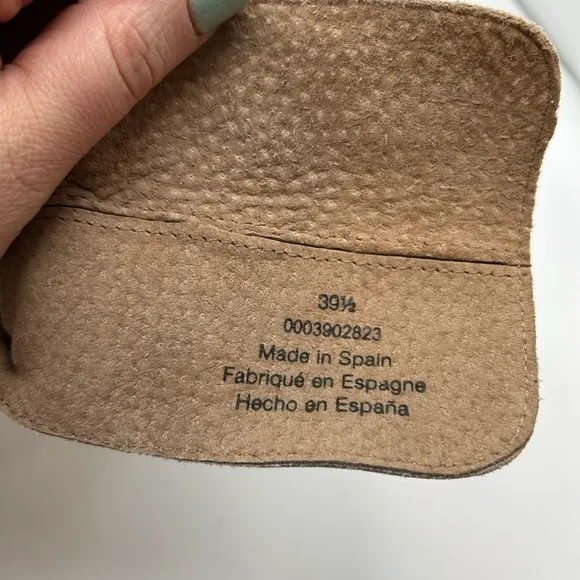 39½
0003902823
Made in Spain
Fabriqué en Espagne
Hecho en España